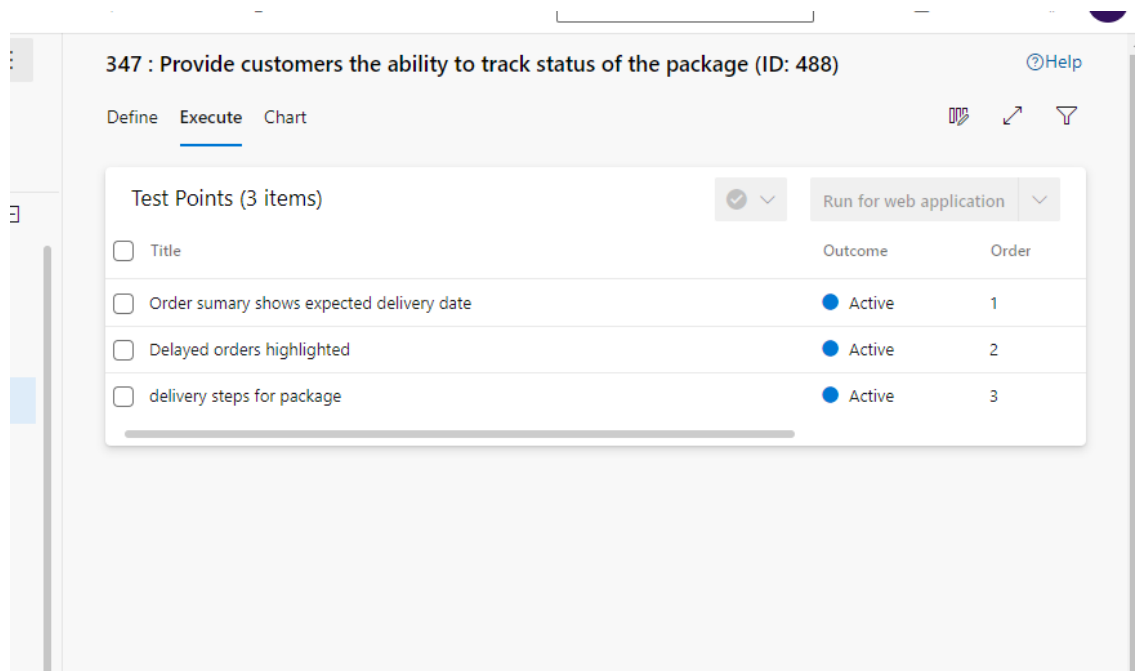 347 : Provide customers the ability to track status of the package (ID: 488)
Help
Define Execute Chart
Test Points (3 items)
Run for web application
Title Outcome Order
Order sumary shows expected delivery date Active 1
Delayed orders highlighted Active 2
delivery steps for package Active 3